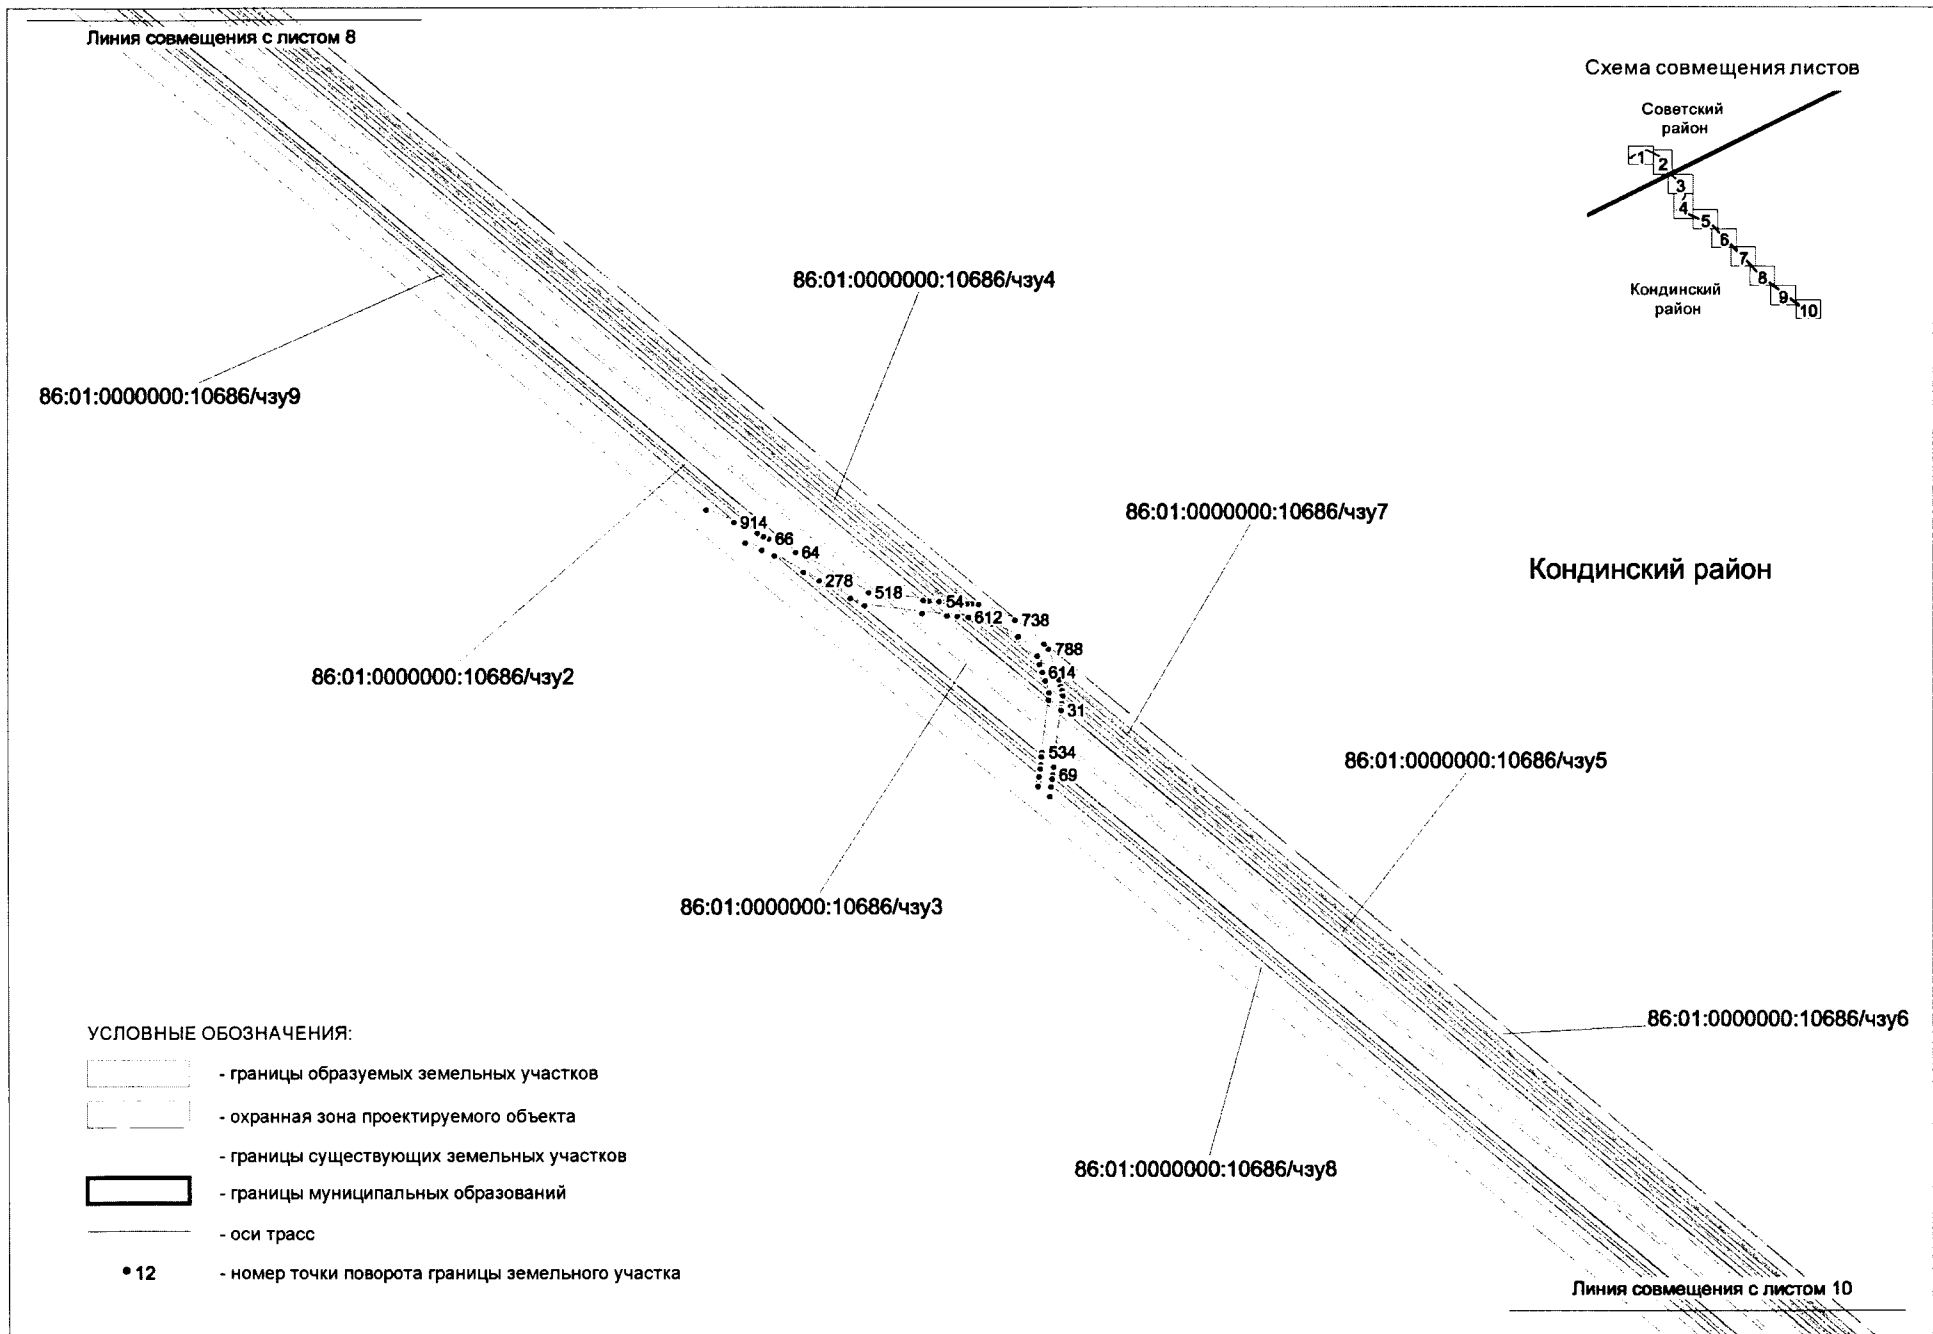 Линия совмещения с листом 8
Схема совмещения листов
Советский
район
1
2
3
4
5
6
7
8
9
10
Кондинский
район
86:01:0000000:10686/чзу4
86:01:0000000:10686/чзу9
86:01:0000000:10686/чзу7
Кондинский район
914
66
64
278
518
54
612
738
788
614
31
534
69
86:01:0000000:10686/чзу2
86:01:0000000:10686/чзу5
86:01:0000000:10686/чзу3
86:01:0000000:10686/чзу6
86:01:0000000:10686/чзу8
УСЛОВНЫЕ ОБОЗНАЧЕНИЯ:
- границы образуемых земельных участков
- охранная зона проектируемого объекта
- границы существующих земельных участков
- границы муниципальных образований
- оси трасс
12 - номер точки поворота границы земельного участка
Линия совмещения с листом 10